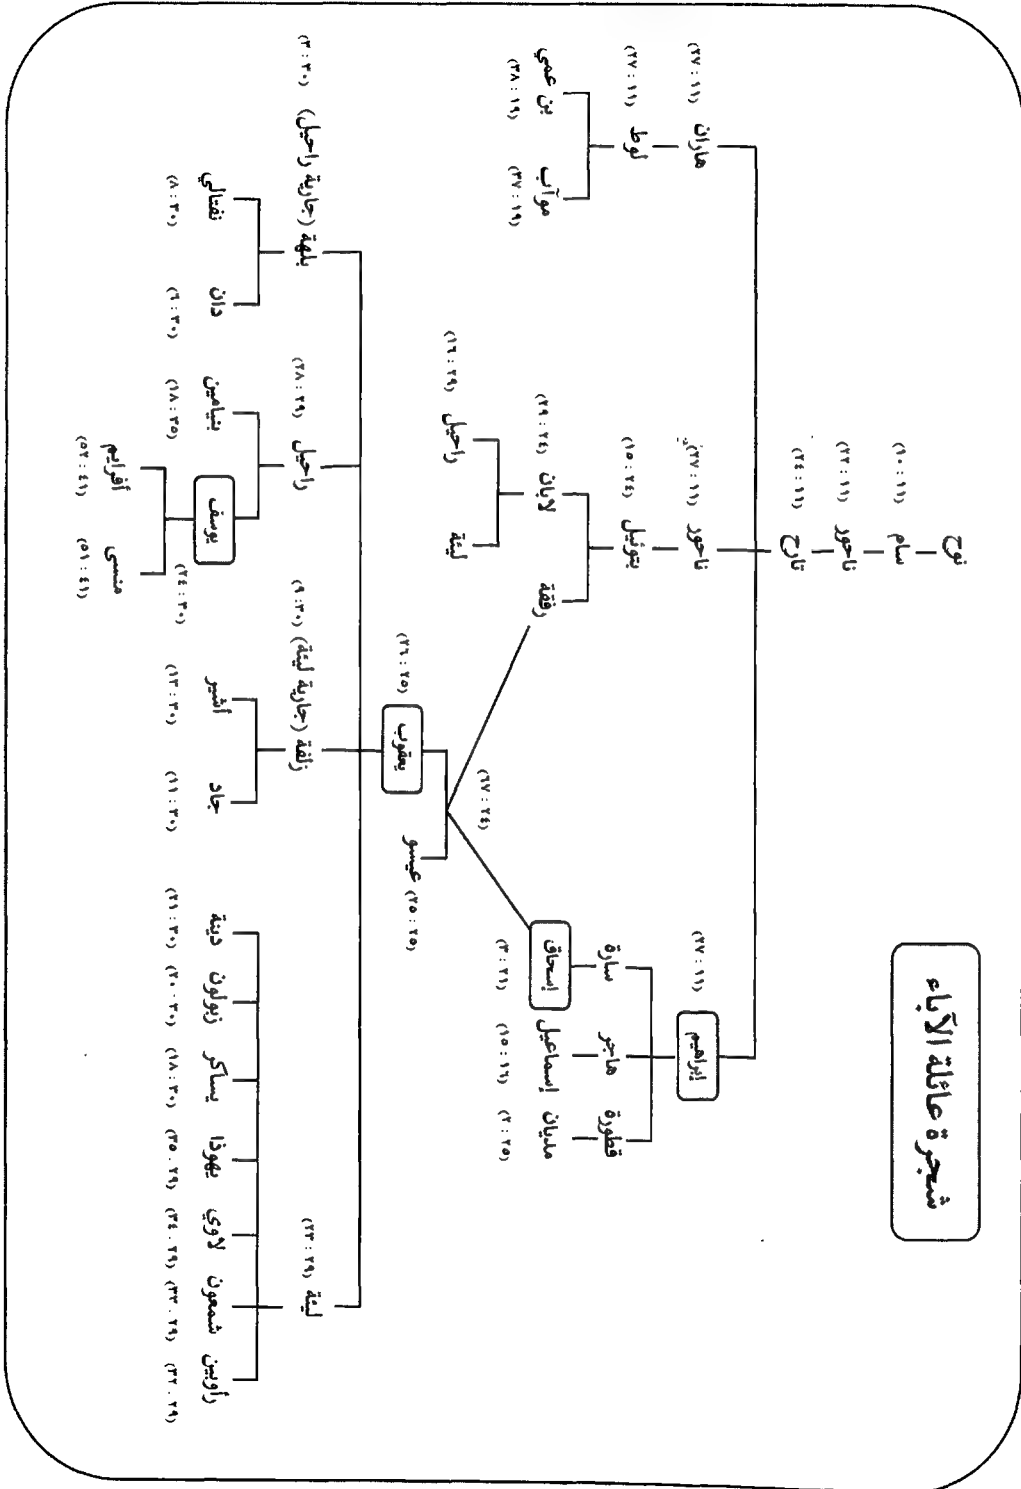 شجرة عائلة الآباء
نوح
سام (١١ : ١٠)
ناحور (١١ : ٢٢)
تارح (١١ : ٢٤)
إبراهيم (١١ : ٢٧)
ناحور (١١ : ٢٧)
هاران (١١ : ٢٧)
قطورة
هاجر
سارة
بتوئيل (٢٤ : ١٥)
لوط (١١ : ٢٧)
مديان (٢٥ : ٢)
إسماعيل (١٦ : ١٥)
إسحاق (٢١ : ٣)
رفقة
لابان (٢٤ : ٢٩)
موآب (١٩ : ٣٧)
بن عمي (١٩ : ٣٨)
(٢٤ : ٦٧)
ليئة
راحيل (٢٩ : ١٦)
عيسو (٢٥ : ٢٥)
يعقوب (٢٥ : ٢٦)
ليئة (٢٩ : ٢٣)
زلفة (جارية ليئة) (٣٠ : ٩)
راحيل (٢٩ : ٢٨)
بلهة (جارية راحيل) (٣٠ : ٣)
رأوبين (٢٩ : ٣٢)
شمعون (٢٩ : ٣٣)
لاوي (٢٩ : ٣٤)
يهوذا (٢٩ : ٣٥)
يساكر (٣٠ : ١٨)
زبولون (٣٠ : ٢٠)
دينة (٣٠ : ٢١)
جاد (٣٠ : ١١)
أشير (٣٠ : ١٣)
يوسف (٣٠ : ٢٤)
بنيامين (٣٥ : ١٨)
دان (٣٠ : ٦)
نفتالي (٣٠ : ٨)
منسى (٤١ : ٥١)
أفرايم (٤١ : ٥٢)